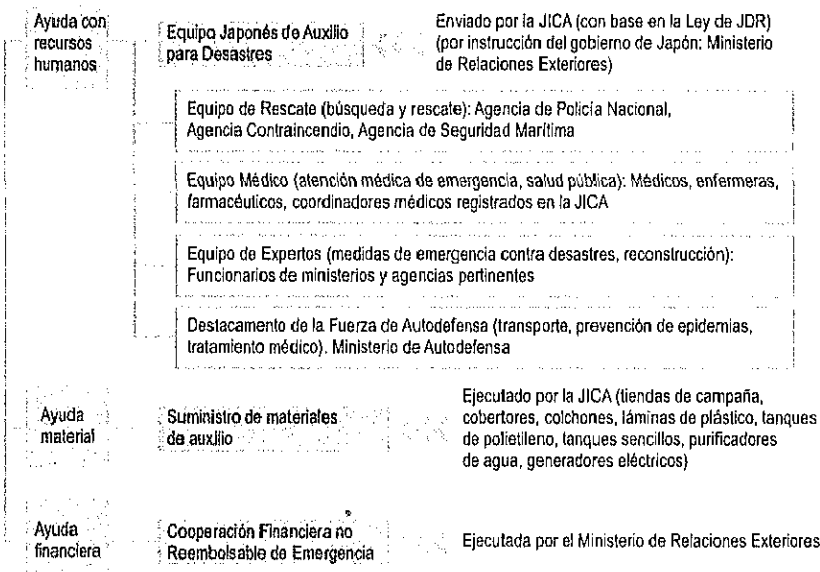 Ayuda con
recursos
humanos
Equipo Japonés de Auxilio
para Desastres
Enviado por la JICA (con base en la Ley de JDR)
(por instrucción del gobierno de Japón: Ministerio
de Relaciones Exteriores)
Equipo de Rescate (búsqueda y rescate): Agencia de Policía Nacional,
Agencia Contraincendio, Agencia de Seguridad Marítima
Equipo Médico (atención médica de emergencia, salud pública): Médicos, enfermeras,
farmacéuticos, coordinadores médicos registrados en la JICA
Equipo de Expertos (medidas de emergencia contra desastres, reconstrucción):
Funcionarios de ministerios y agencias pertinentes
Destacamento de la Fuerza de Autodefensa (transporte, prevención de epidemias,
tratamiento médico). Ministerio de Autodefensa
Ayuda
material
Suministro de materiales
de auxilio
Ejecutado por la JICA (tiendas de campaña,
cobertores, colchones, láminas de plástico, tanques
de polietileno, tanques sencillos, purificadores
de agua, generadores eléctricos)
Ayuda
financiera
Cooperación Financiera no
Reembolsable de Emergencia
Ejecutada por el Ministerio de Relaciones Exteriores